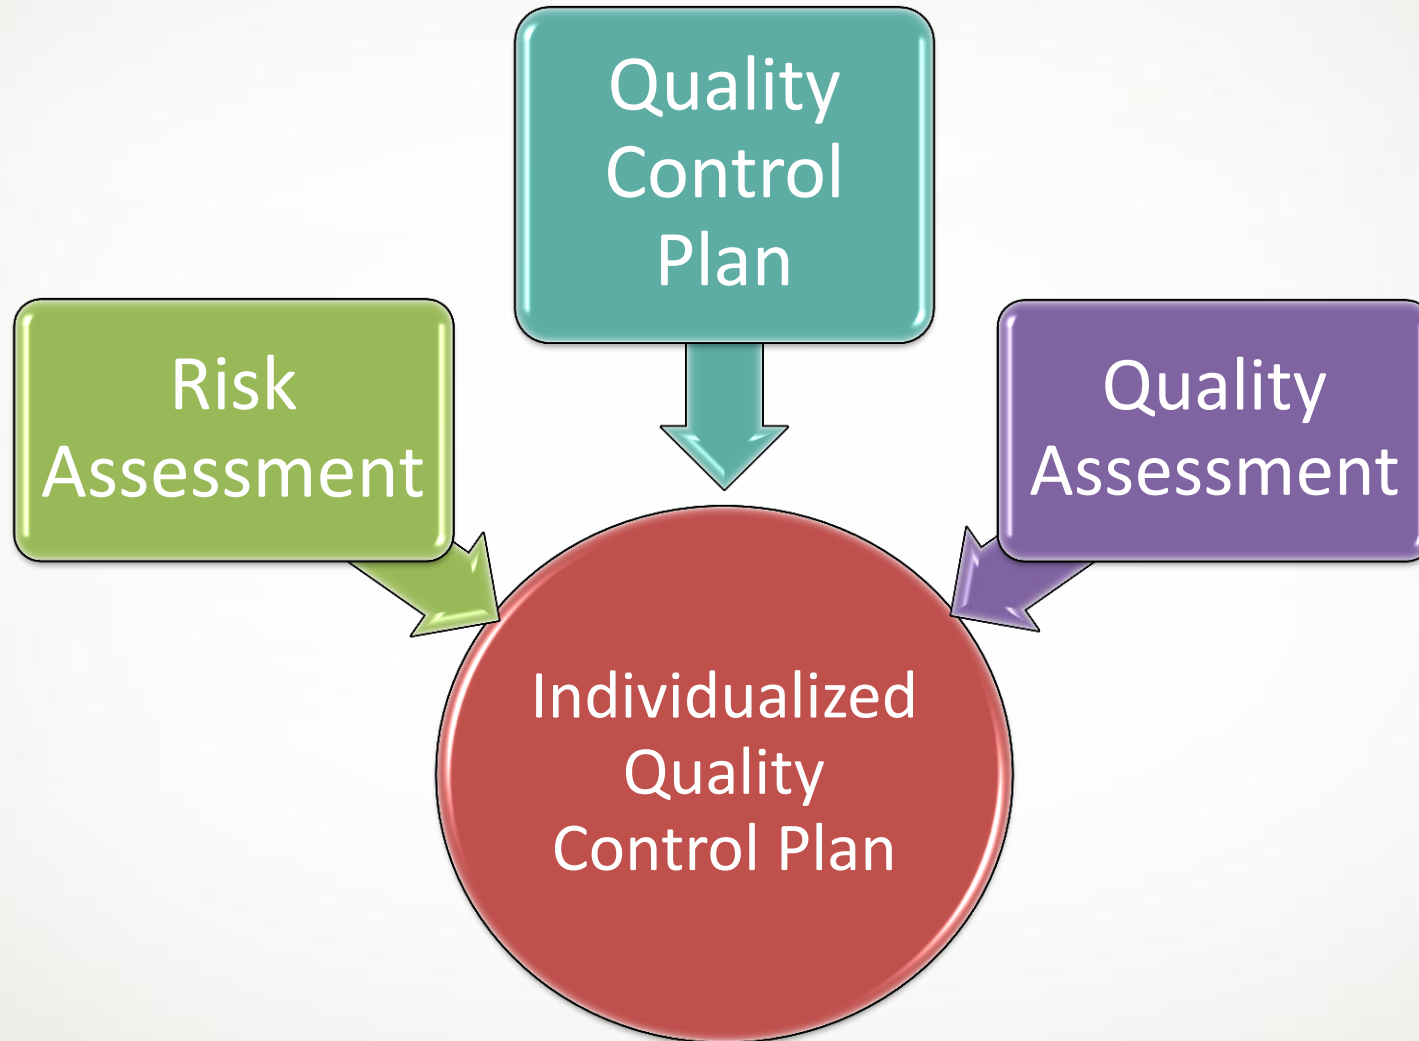 Quality
Control
Plan
Risk
Assessment
Quality
Assessment
Individualized
Quality
Control Plan